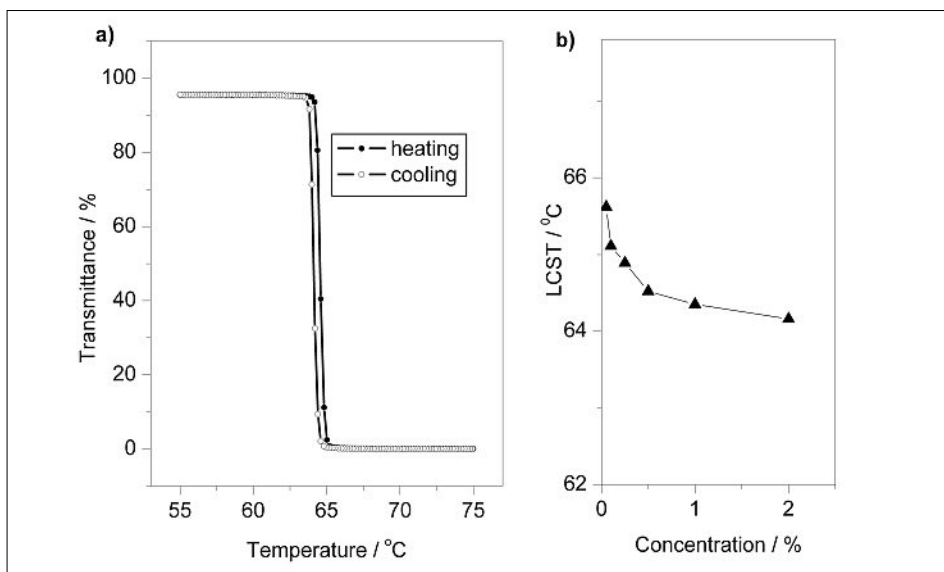 a)
100
80
60
40
20
0
Transmittance / %
heating
cooling
55 60 65 70 75
Temperature / °C
b)
66
64
62
LCST / °C
0 1 2
Concentration / %